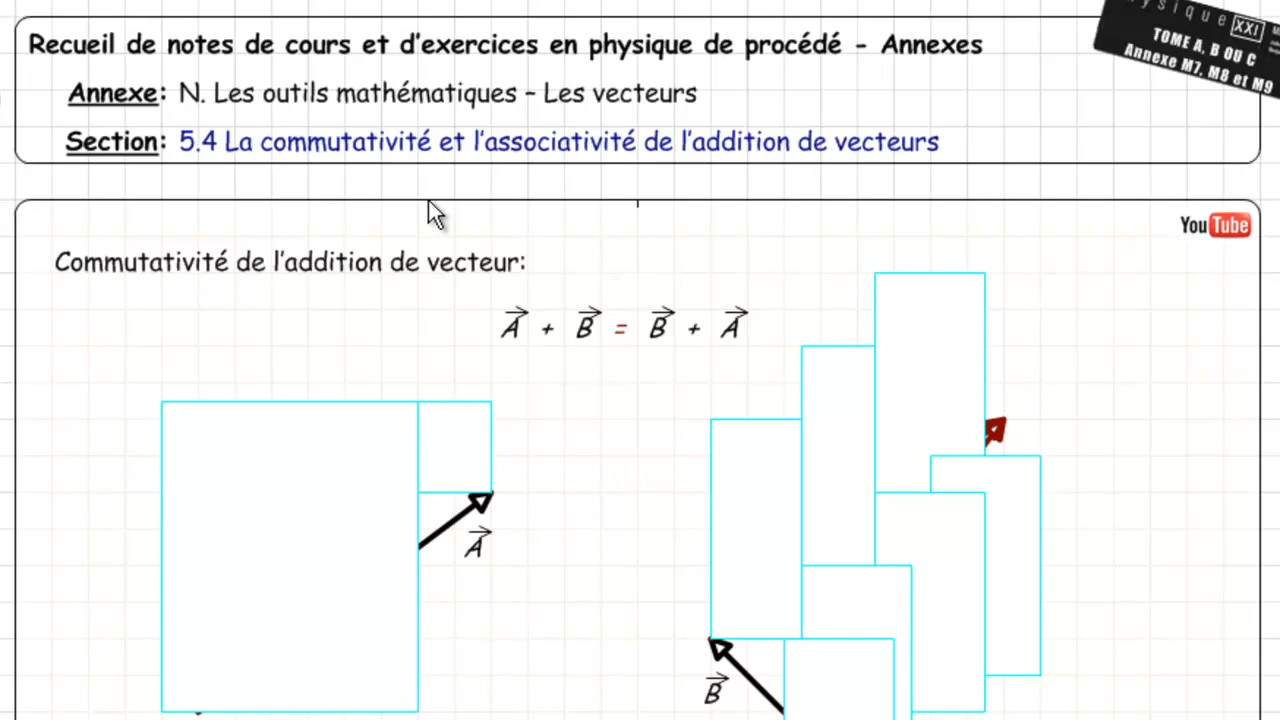 Recueil de notes de cours et d'exercices en physique de procédé - Annexes
Annexe: N. Les outils mathématiques - Les vecteurs
Section: 5.4 La commutativité et l'associativité de l'addition de vecteurs
ysique XXI
TOME A, B OU C
Annexe M7, M8 et M9
YouTube
Commutativité de l'addition de vecteur:
A + B = B + A
A
B